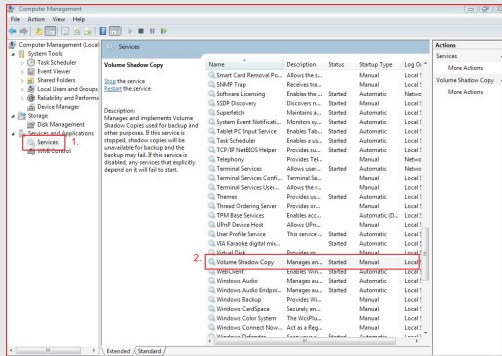 Computer Management
File Action View Help
Computer Management (Local
System Tools
Task Scheduler
Event Viewer
Shared Folders
Local Users and Groups
Reliability and Performa
Device Manager
Storage
Disk Management
Services and Applications
Services
WMI Control
1.
Services
Volume Shadow Copy
Stop the service
Restart the service
Description:
Manages and implements Volume
Shadow Copies used for backup and
other purposes. If this service is
stopped, shadow copies will be
unavailable for backup and the
backup may fail. If this service is
disabled, any services that explicitly
depend on it will fail to start.
Name Description Status Startup Type Log O
Smart Card Removal Po... Allows the s... Manual Local S
SNMP Trap Receives tra... Manual Local S
Software Licensing Enables the ... Started Automatic Netwo
SSDP Discovery Discovers n... Started Manual Local S
Superfetch Maintains a... Started Automatic Local S
System Event Notificati... Monitors sy... Started Automatic Local S
Tablet PC Input Service Enables Tab... Started Automatic Local S
Task Scheduler Enables a us... Started Automatic Local S
TCP/IP NetBIOS Helper Provides su... Started Automatic Local S
Telephony Provides Tel... Manual Netwo
Terminal Services Allows user... Started Automatic Netwo
Terminal Services Confi... Terminal Se... Manual Local S
Terminal Services User... Allows the r... Manual Local S
Themes Provides us... Started Automatic Local S
Thread Ordering Server Provides or... Manual Local S
TPM Base Services Enables acc... Automatic (D... Local S
UPnP Device Host Allows UPn... Manual Local S
User Profile Service This service ... Started Automatic Local S
VIA Karaoke digital mix... Started Automatic Local S
Virtual Disk Provides m... Manual Local S
2.
Volume Shadow Copy Manages an... Started Manual Local S
WebClient Enables Win... Started Automatic Local S
Windows Audio Manages au... Started Automatic Local S
Windows Audio Endpoi... Manages au... Started Automatic Local S
Windows Backup Provides Wi... Manual Local S
Windows CardSpace Securely en... Manual Local S
Windows Color System The WcsPlu... Manual Local S
Windows Connect Now... Act as a Reg... Manual Local S
Windows Defender Started Automatic Local S
Extended Standard
Actions
Services
More Actions
Volume Shadow Copy
More Actions